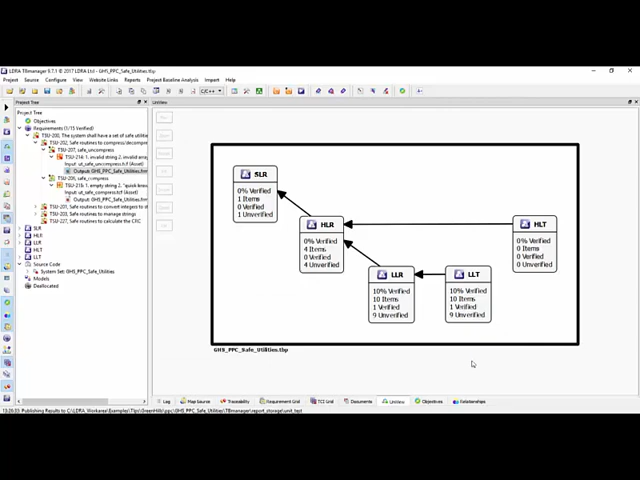 LDRA TBmanager 9.7.1 © 2017 LDRA Ltd - GHS_PPC_Safe_Utilities.tbp
Project Source Configure View Website Links Reports Project Baseline Analysis Import Help
C/C++
Project Tree
UniView
Project Tree
Objectives
Requirements (1/15 Verified)
TSU-200, The system shall have a set of safe utilitie
TSU-202, Safe routines to compress/decompre
TSU-207, safe_uncompress
TSU-214: 1. invalid string 2. invalid arran
Input: ut_safe_uncompress.tcf (Asset)
Output: GHS_PPC_Safe_Utilities.frm
TSU-206, safe_compress
TSU-215: 1. empty string 2. "quick brow
Input: ut_safe_compress.tcf (Asset)
Output: GHS_PPC_Safe_Utilities.frm
TSU-201, Safe routines to convert integers to st
TSU-203, Safe routines to manage strings
TSU-227, Safe routines to calculate the CRC
SLR
HLR
LLR
HLT
LLT
Source Code
System Set: GHS_PPC_Safe_Utilities
Models
Deallocated
SLR
0% Verified
1 Items
0 Verified
1 Unverified
HLR
0% Verified
4 Items
0 Verified
4 Unverified
HLT
0% Verified
0 Items
0 Verified
0 Unverified
LLR
10% Verified
10 Items
1 Verified
9 Unverified
LLT
10% Verified
10 Items
1 Verified
9 Unverified
GHS_PPC_Safe_Utilities.tbp
Log Map Source Traceability Requirement Grid TCI Grid Documents UniView Objectives Relationships